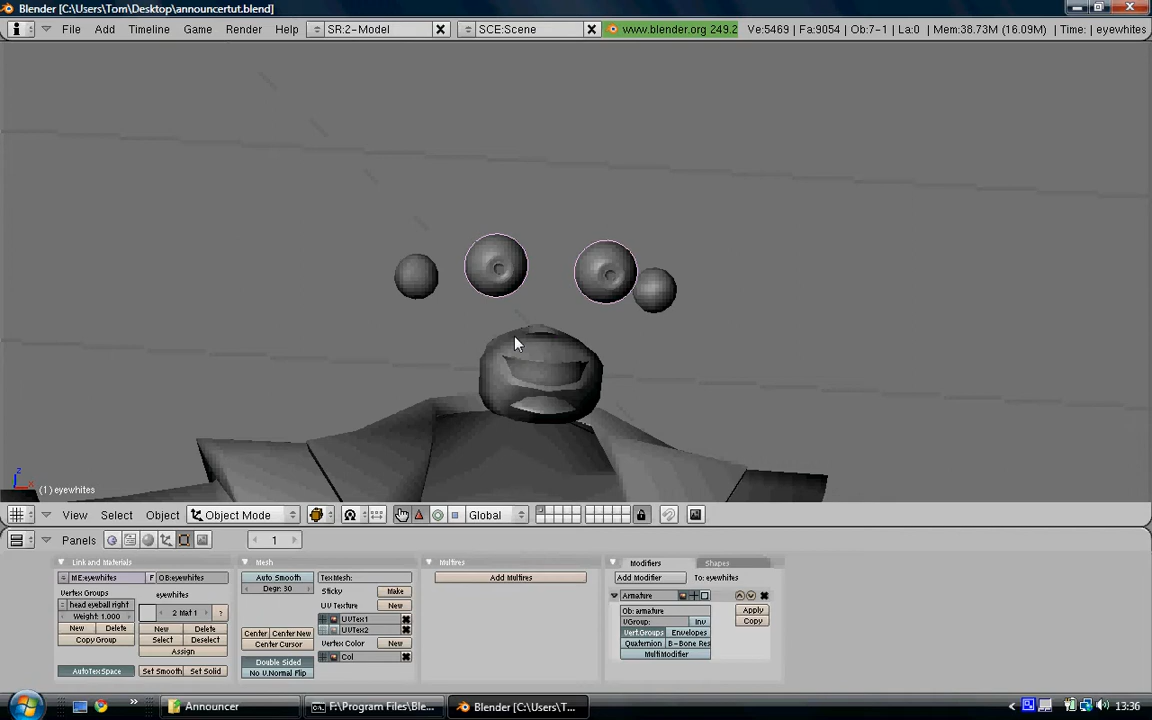 Blender [C:\Users\Tom\Desktop\announcertut.blend]
File Add Timeline Game Render Help SR:2-Model SCE:Scene www.blender.org 249.2 Ve:5469 | Fa:9054 | Ob:7-1 | La:0 | Mem:38.73M (16.09M) | Time: | eyewhites
(1) eyewhites
View Select Object Object Mode Global
Panels 1
Link and Materials Mesh Multires Modifiers Shapes
ME:eyewhites F OB:eyewhites Auto Smooth TexMesh: Add Multires Add Modifier To: eyewhites
Vertex Groups eyewhites Degr: 30 Sticky Make Armature
head eyeball right 2 Mat 1 ? UV Texture New Ob: armature Apply
Weight: 1.000 UVTex1 VGroup: Inv Copy
New Delete New Delete Center Center New UVTex2 Vert.Groups Envelopes
Copy Group Select Deselect Center Cursor Vertex Color New Quaternion B-Bone Res
Assign Double Sided Col MultiModifier
AutoTexSpace Set Smooth Set Solid No V.Normal Flip
Announcer F:\Program Files\Ble... Blender [C:\Users\T... 13:36